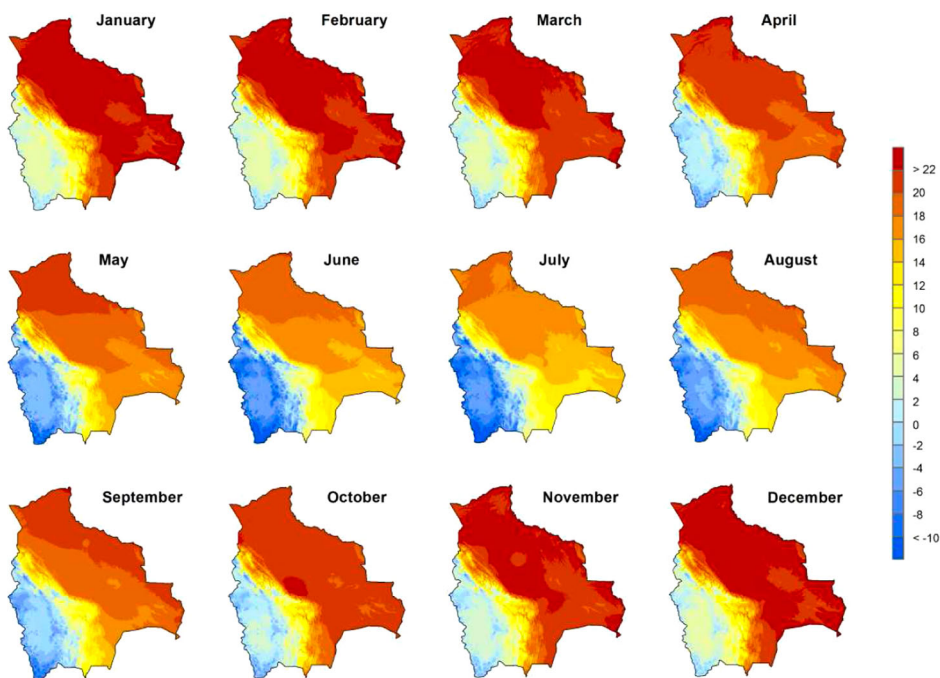 January
February
March
April
> 22
20
18
16
14
12
10
8
6
4
2
0
-2
-4
-6
-8
< -10
May
June
July
August
September
October
November
December